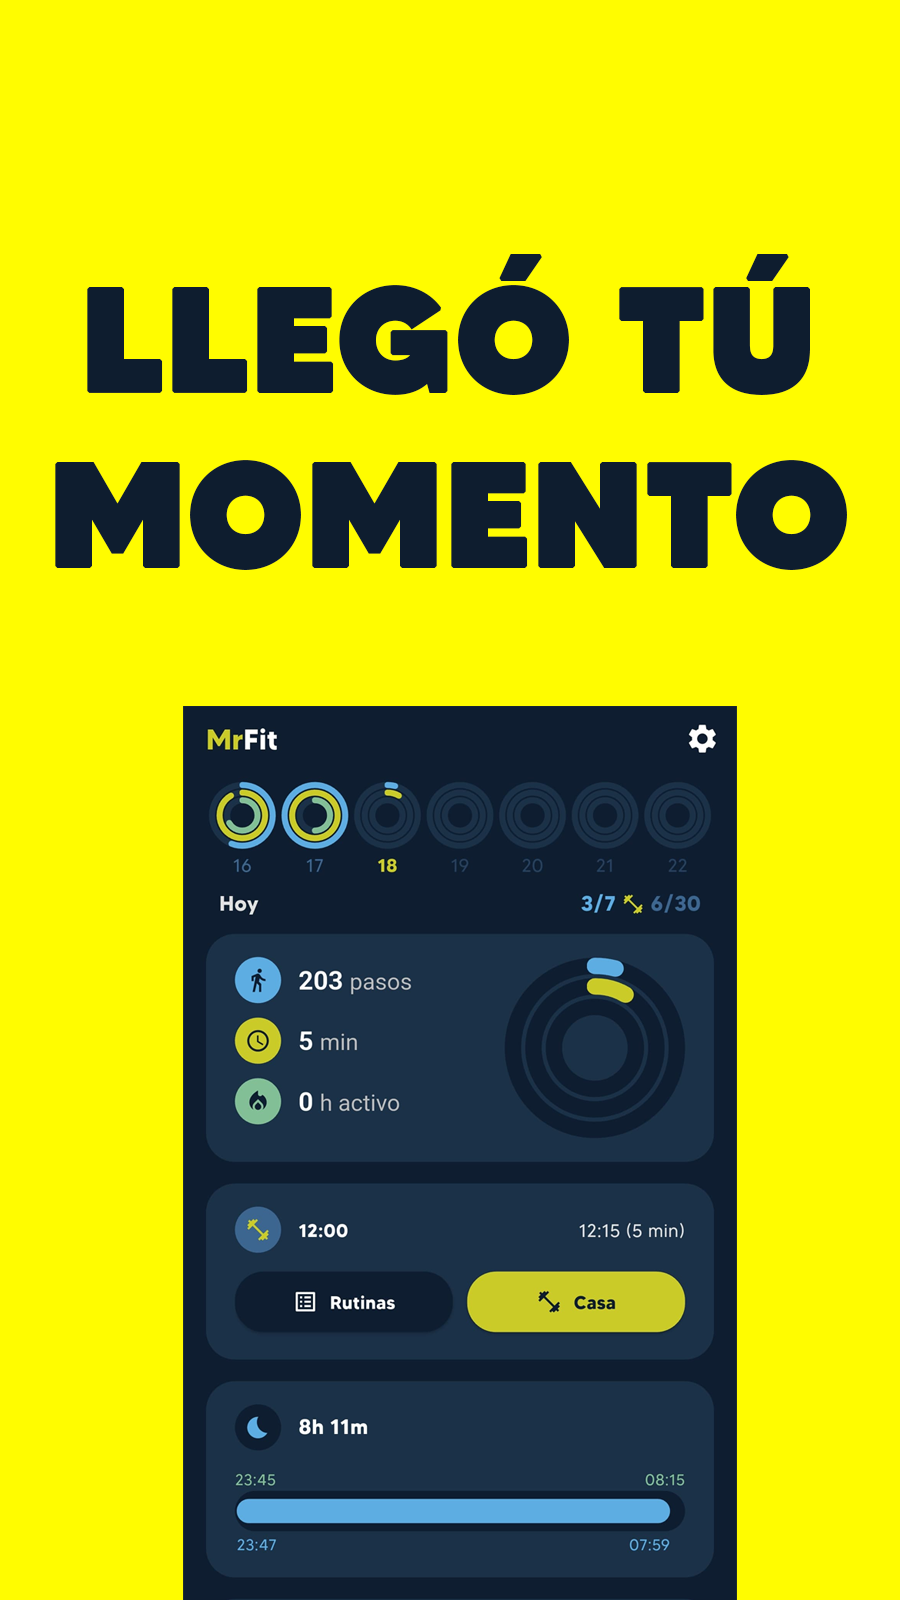 LLEGÓ TÚ
MOMENTO
MrFit
16 17 18 19 20 21 22
Hoy 3/7 6/30
203 pasos
5 min
0 h activo
12:00 12:15 (5 min)
Rutinas Casa
8h 11m
23:45 08:15
23:47 07:59